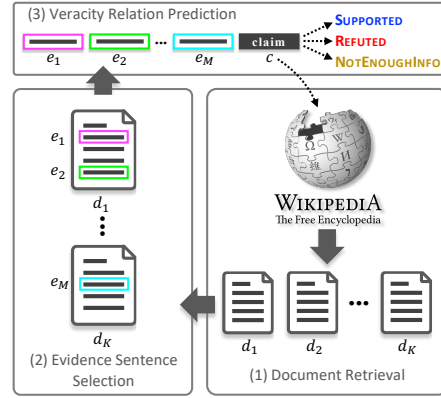 (3) Veracity Relation Prediction
SUPPORTED
REFUTED
NOTENOUGHINFO
... claim
e1 e2 eM c
e1
e2
d1
eM
dK
(2) Evidence Sentence
Selection
Ω
W
И
WIKIPEDIA
The Free Encyclopedia
...
d1 d2 dK
(1) Document Retrieval